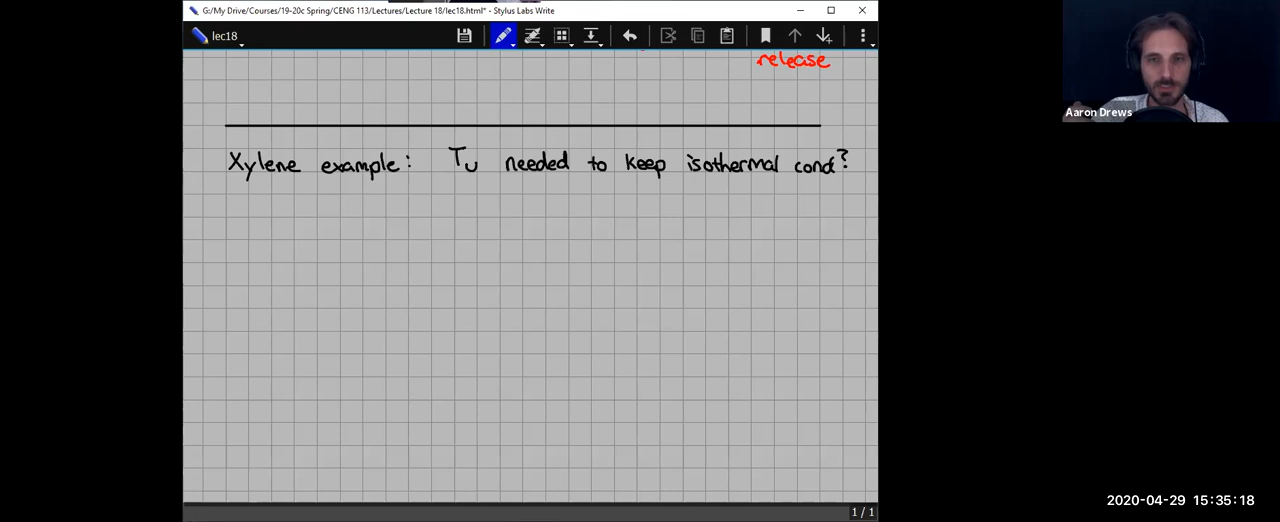 G:/My Drive/Courses/19-20c Spring/CENG 113/Lectures/Lecture 18/lec18.html* - Stylus Labs Write
lec18
release
Aaron Drews
Xylene example: TU needed to keep isothermal cond?
2020-04-29 15:35:18
1 / 1